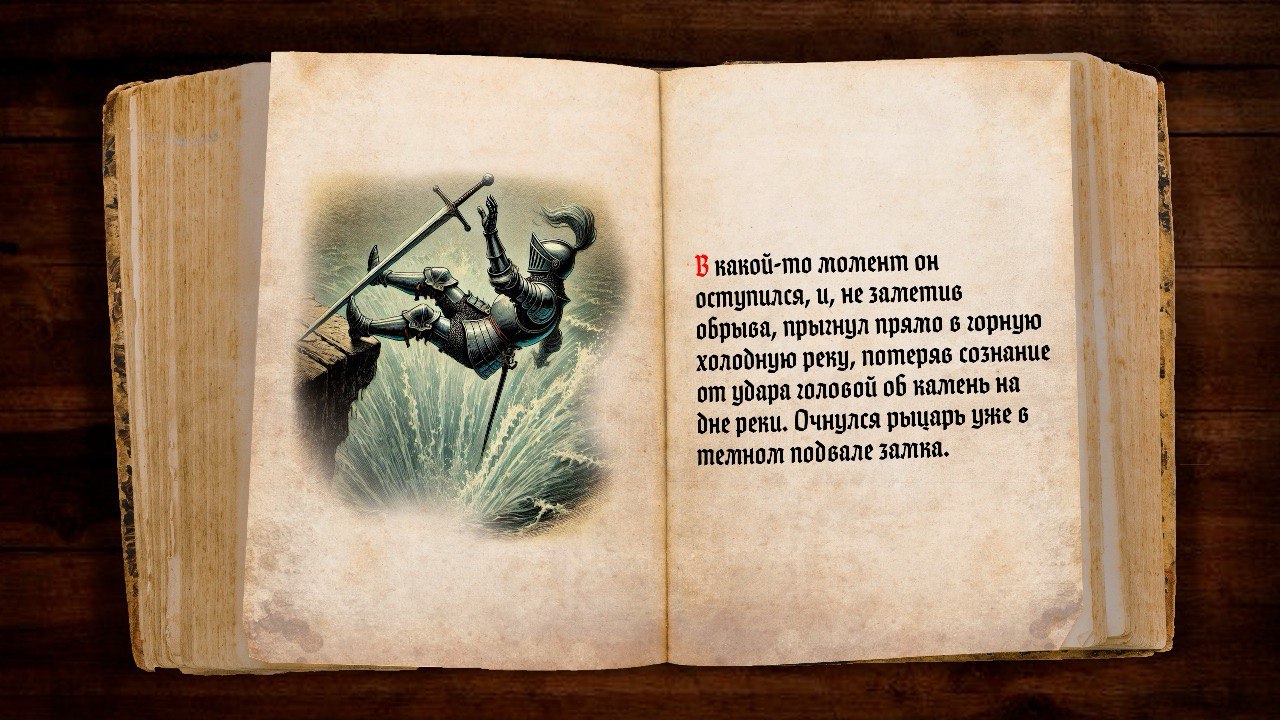 В какой-то момент он
оступился, и, не заметив
обрыва, прыгнул прямо в горную
холодную реку, потеряв сознание
от удара головой об камень на
дне реки. Очнулся рыцарь уже в
темном подвале замка.